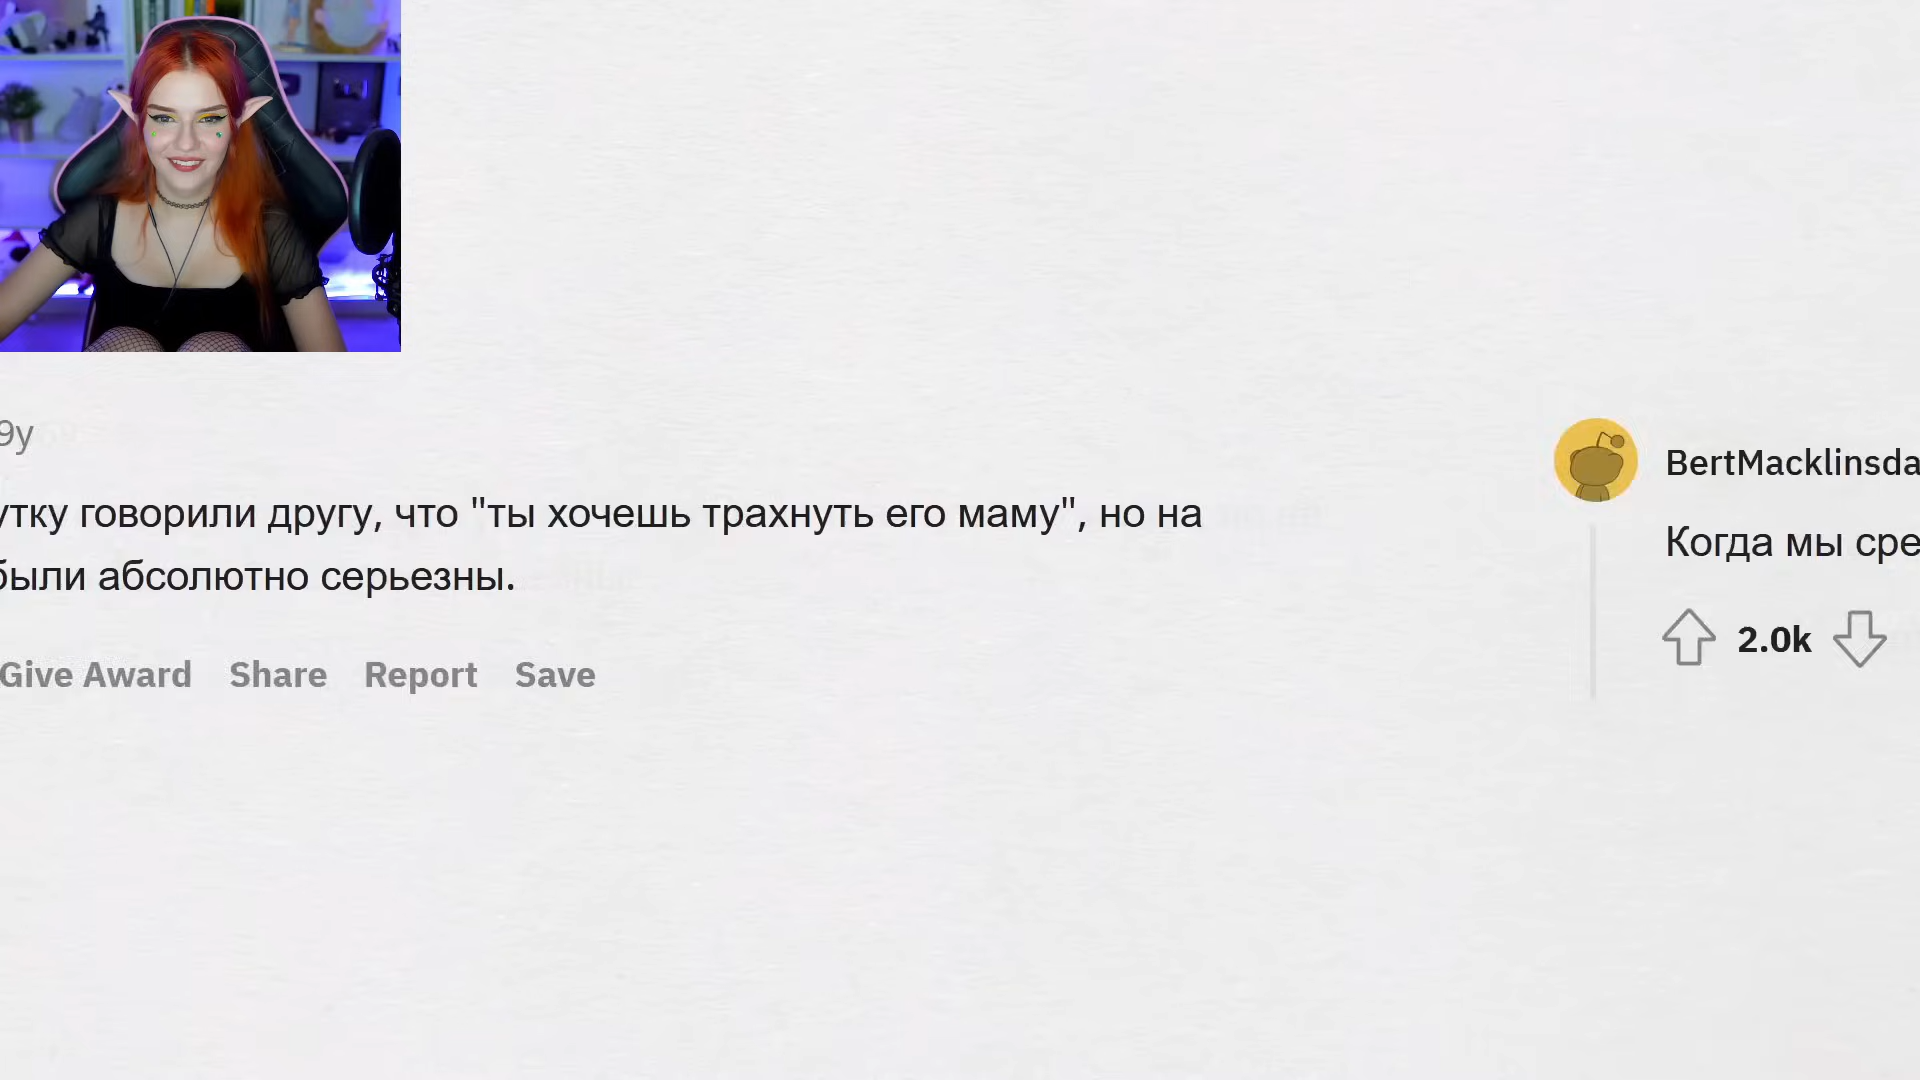 9y
утку говорили другу, что "ты хочешь трахнуть его маму", но на
были абсолютно серьезны.
Give Award Share Report Save
BertMacklinsda
Когда мы сре
2.0k